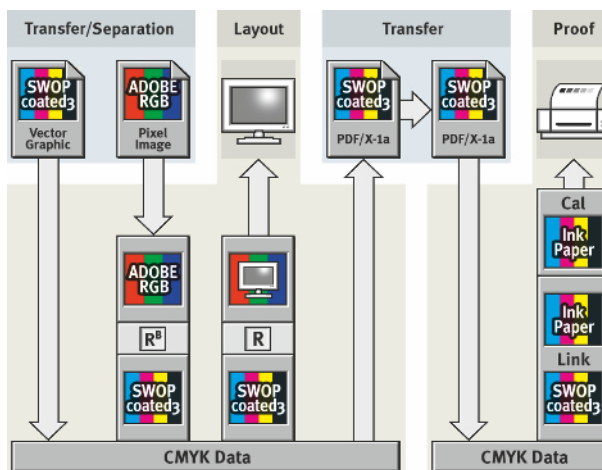 Transfer/Separation
Layout
Transfer
Proof
SWOP
coated3
Vector
Graphic
ADOBE
RGB
Pixel
Image
SWOP
coated3
PDF/X-1a
SWOP
coated3
PDF/X-1a
Cal
Ink
Paper
ADOBE
RGB
Ink
Paper
RB
R
Link
SWOP
coated3
SWOP
coated3
SWOP
coated3
CMYK Data
CMYK Data